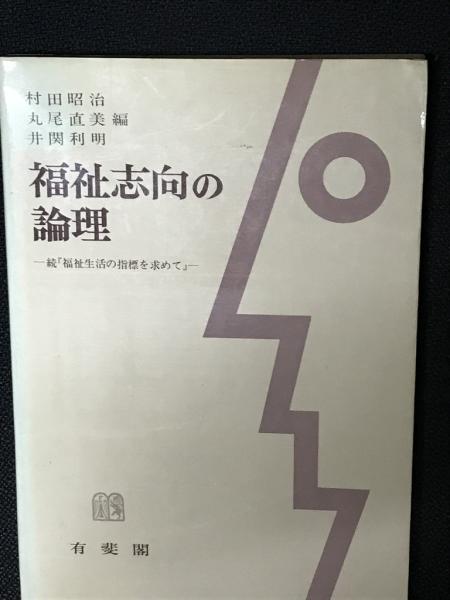 村田昭治
丸尾直美編
井関利明
福祉志向の
論理
―続『福祉生活の指標を求めて』―
有斐閣